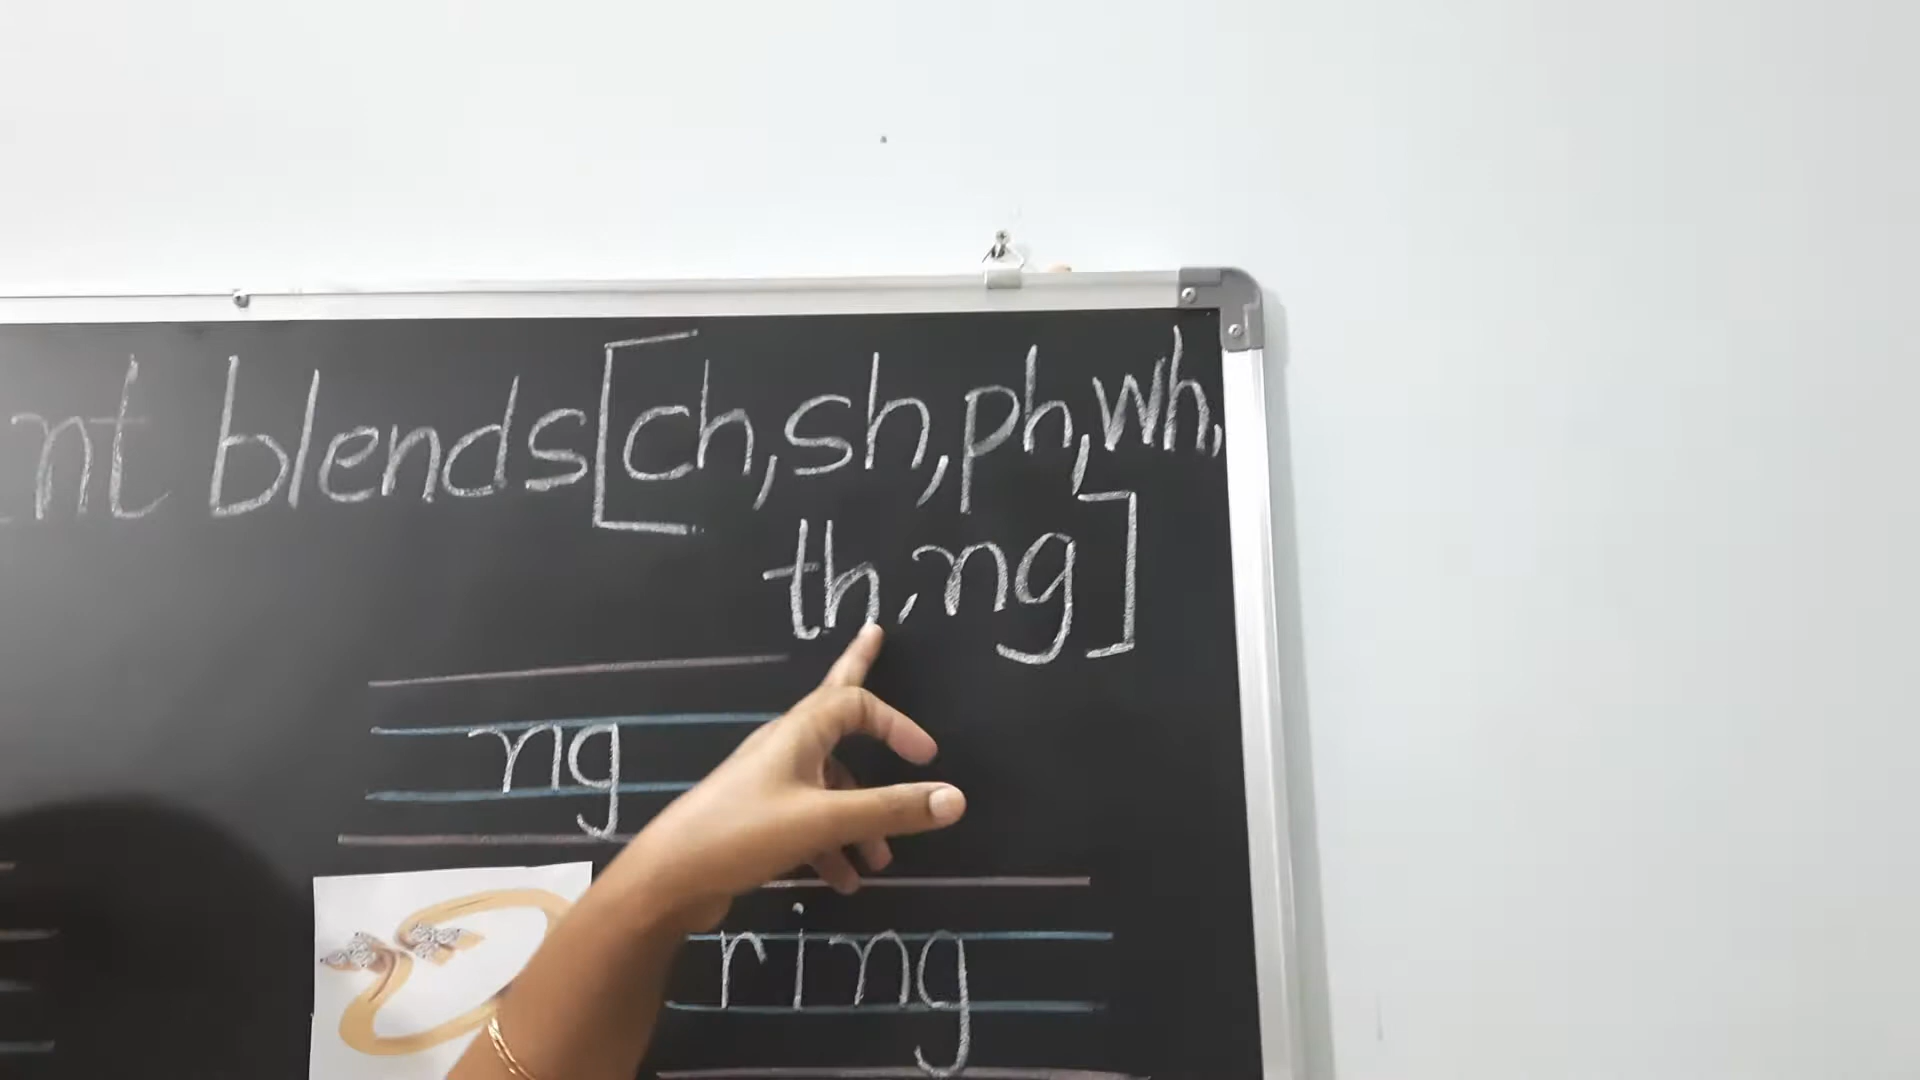 nt blends [ch, sh, ph, wh,
th, ng]
ng
ring